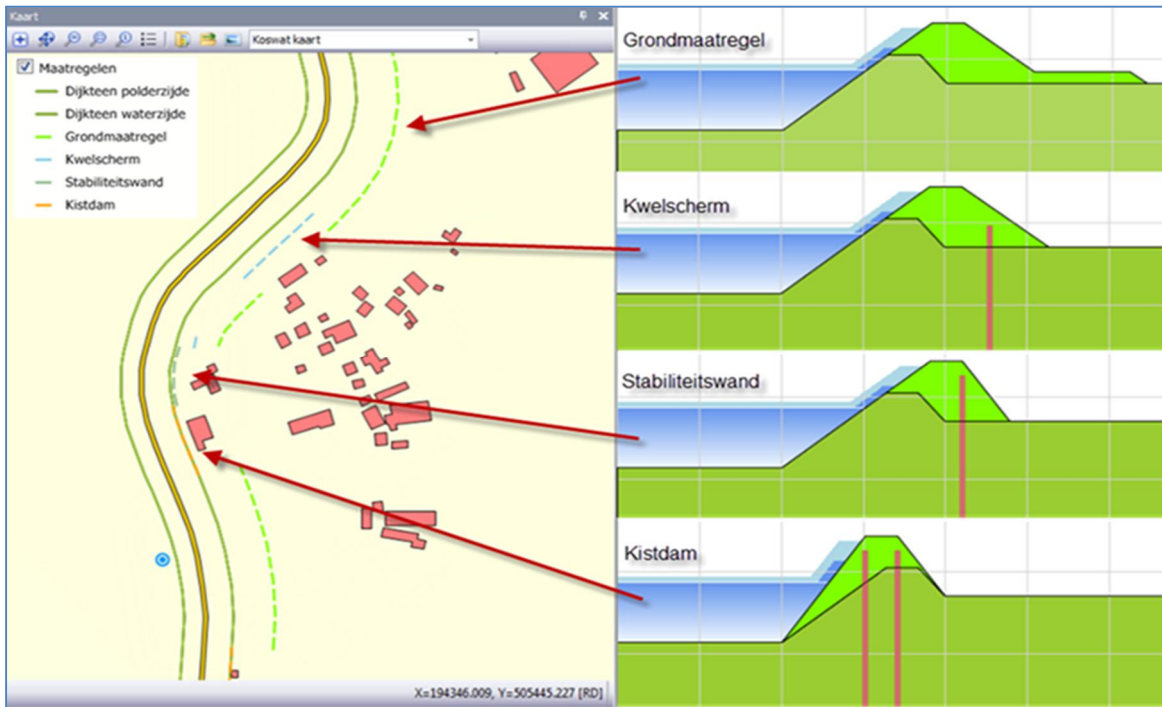 Kaart
Koswat kaart
Maatregelen
Dijkteen polderzijde
Dijkteen waterzijde
Grondmaatregel
Kwelscherm
Stabiliteitswand
Kistdam
X=194346.009, Y=505445.227 [RD]
Grondmaatregel
Kwelscherm
Stabiliteitswand
Kistdam